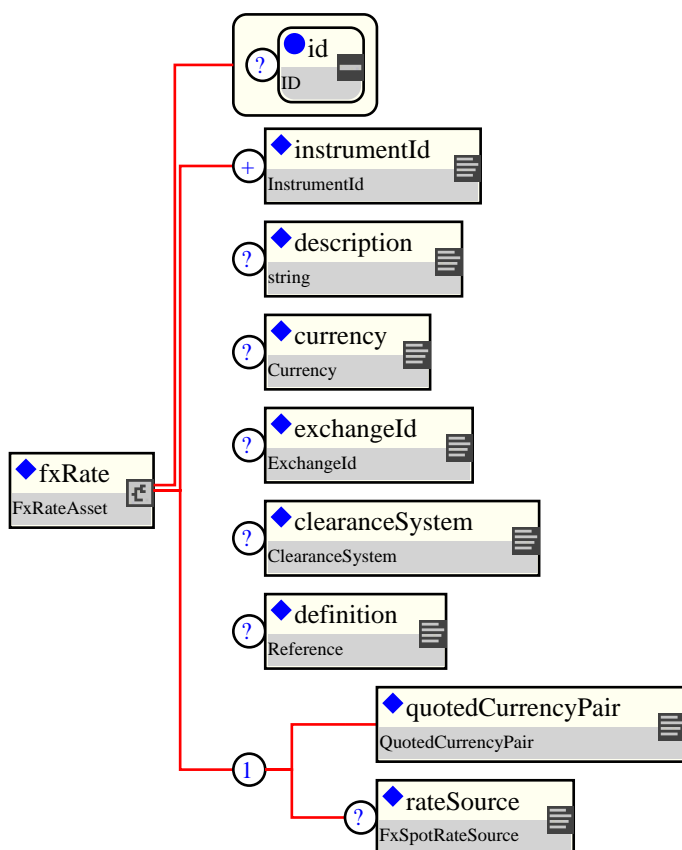 ?
id
ID
+
instrumentId
InstrumentId
?
description
string
?
currency
Currency
?
exchangeId
ExchangeId
fxRate
FxRateAsset
?
clearanceSystem
ClearanceSystem
?
definition
Reference
1
quotedCurrencyPair
QuotedCurrencyPair
?
rateSource
FxSpotRateSource